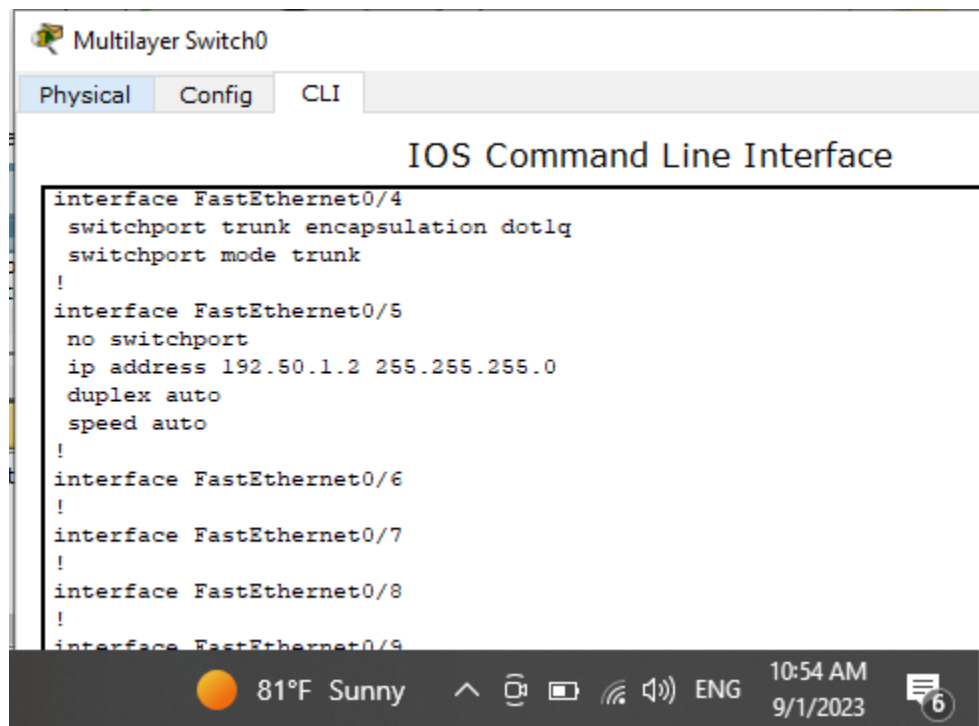 Multilayer Switch0
Physical Config CLI
IOS Command Line Interface
interface FastEthernet0/4
switchport trunk encapsulation dot1q
switchport mode trunk
!
interface FastEthernet0/5
no switchport
ip address 192.50.1.2 255.255.255.0
duplex auto
speed auto
!
interface FastEthernet0/6
!
interface FastEthernet0/7
!
interface FastEthernet0/8
!
interface FastEthernet0/9
81°F Sunny ENG 10:54 AM
9/1/2023
6